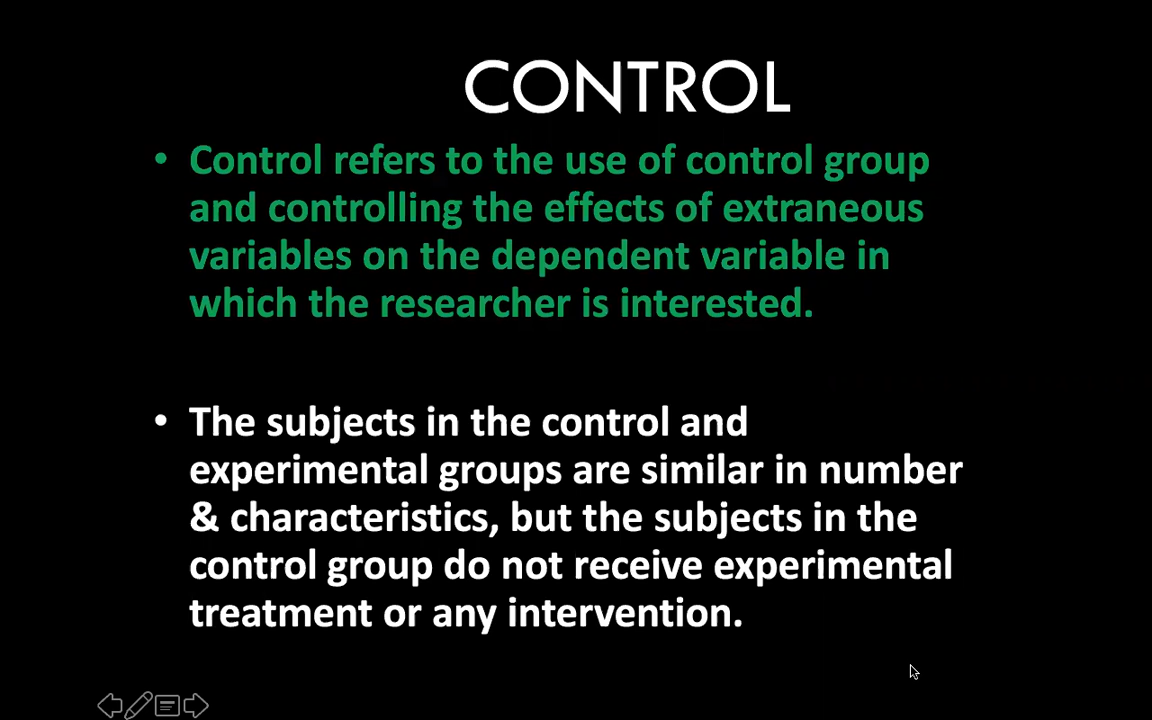 CONTROL
• Control refers to the use of control group
and controlling the effects of extraneous
variables on the dependent variable in
which the researcher is interested.
• The subjects in the control and
experimental groups are similar in number
& characteristics, but the subjects in the
control group do not receive experimental
treatment or any intervention.